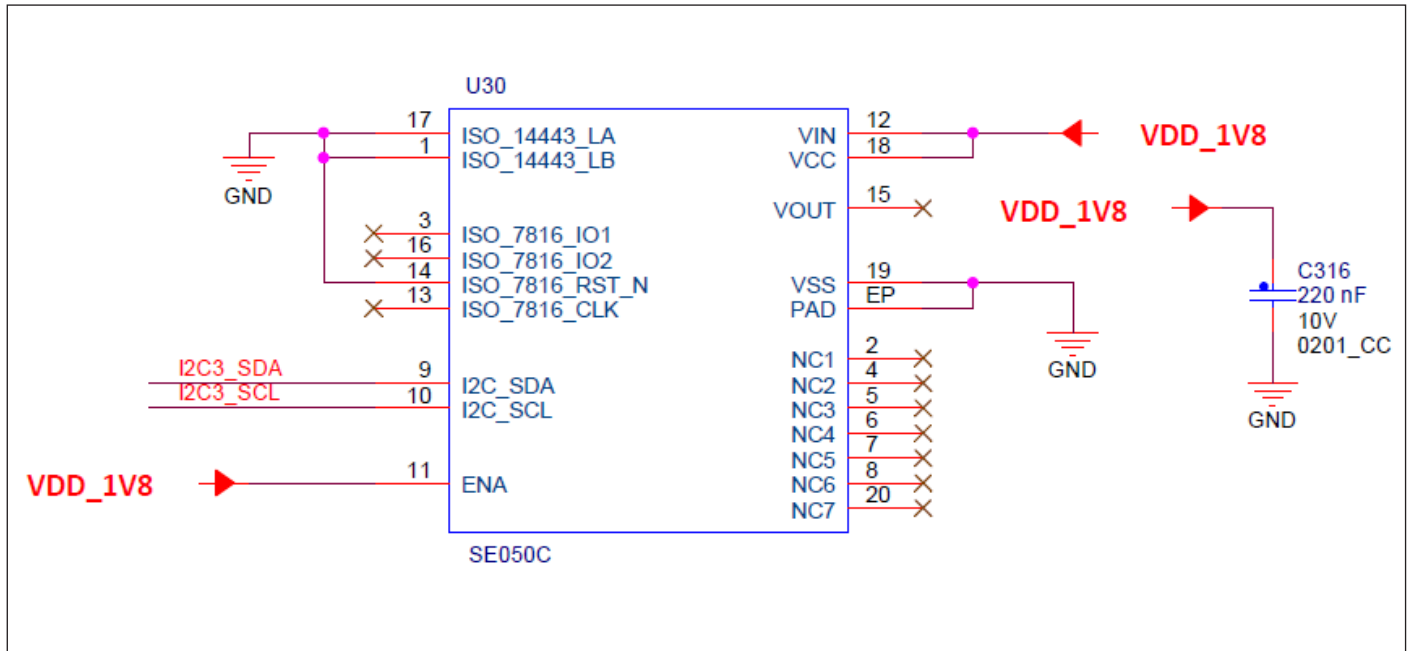 U30
17
ISO_14443_LA
1
ISO_14443_LB
GND
3
ISO_7816_IO1
16
ISO_7816_IO2
14
ISO_7816_RST_N
13
ISO_7816_CLK
I2C3_SDA
9
I2C_SDA
I2C3_SCL
10
I2C_SCL
VDD_1V8
11
ENA
SE050C
VIN
12
VDD_1V8
VCC
18
VOUT
15
VDD_1V8
VSS
19
PAD
EP
GND
NC1
2
NC2
4
NC3
5
NC4
6
NC5
7
NC6
8
NC7
20
C316
220 nF
10V
0201_CC
GND